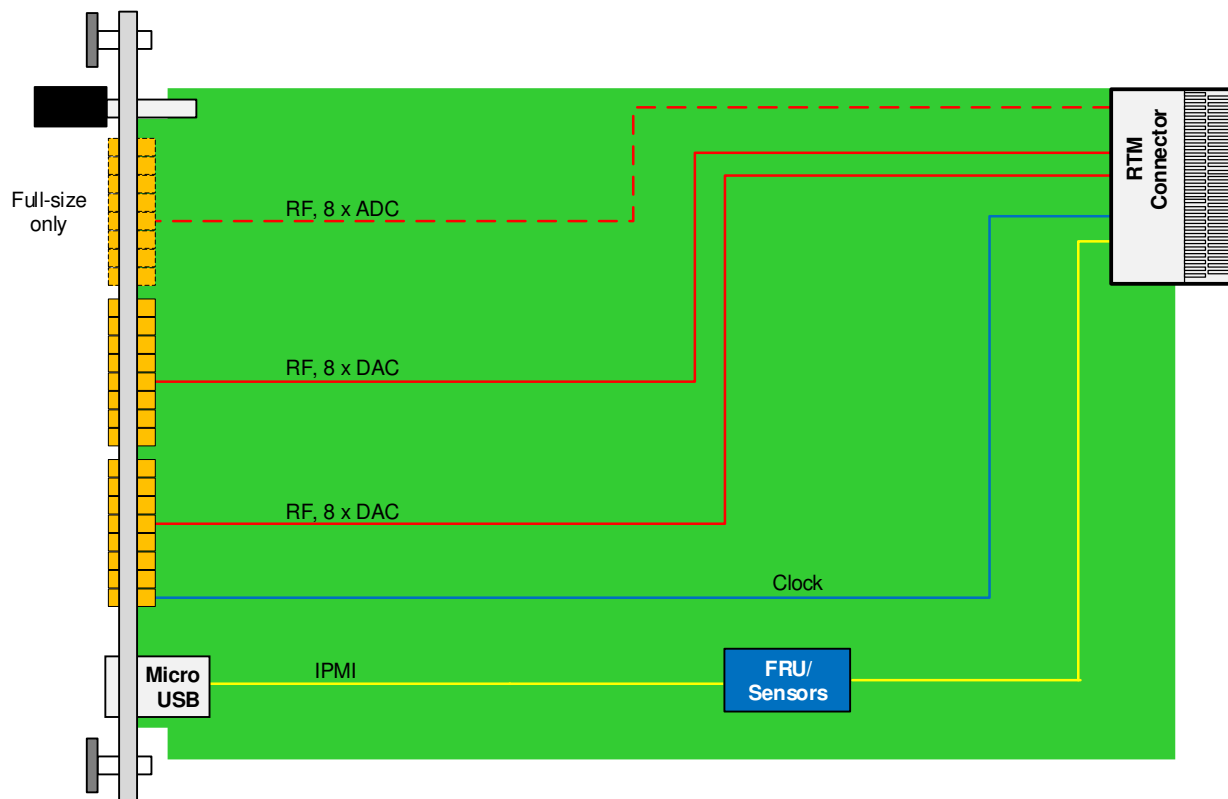 RTM
Connector
Full-size
only
RF, 8 x ADC
RF, 8 x DAC
RF, 8 x DAC
Clock
Micro
USB
IPMI
FRU/
Sensors